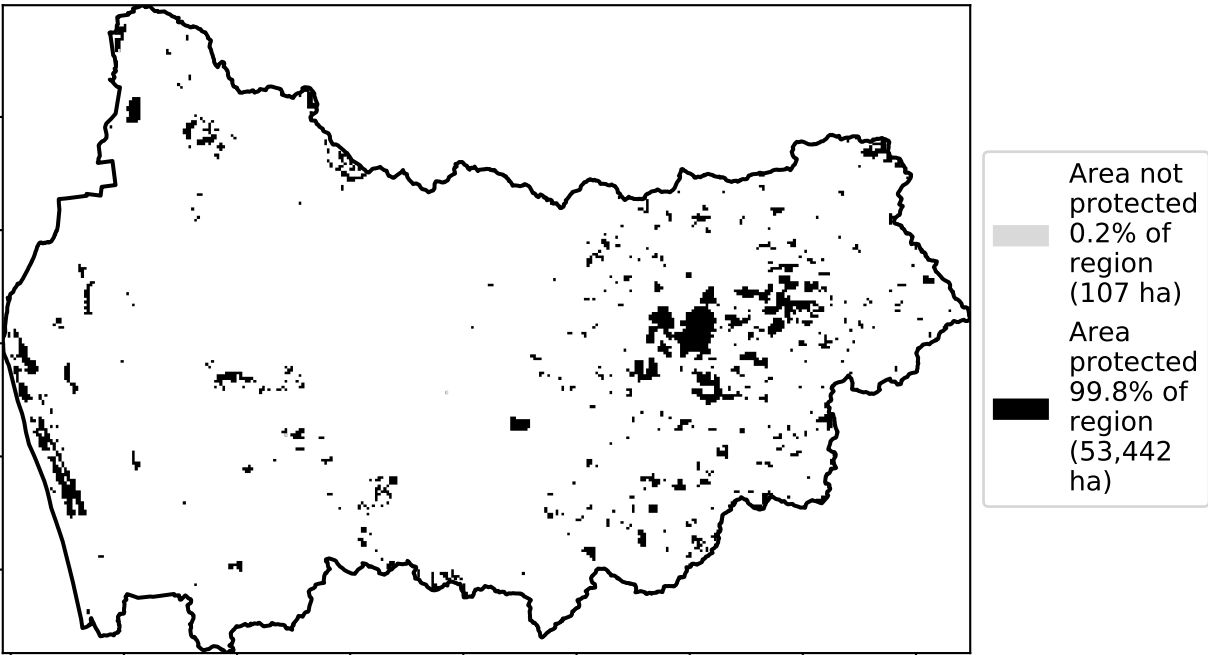 Area not
protected
0.2% of
region
(107 ha)
Area
protected
99.8% of
region
(53,442
ha)